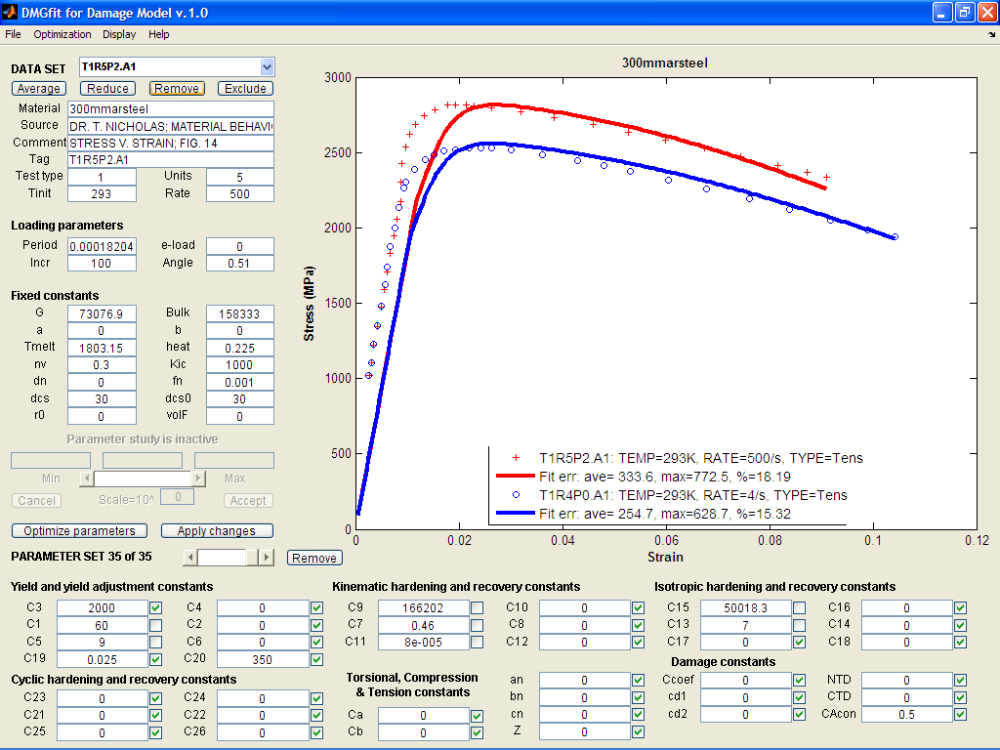 DMGfit for Damage Model v.1.0
File Optimization Display Help
DATA SET T1R5P2.A1
Average Reduce Remove Exclude
Material 300mmarsteel
Source DR. T. NICHOLAS; MATERIAL BEHAVI
Comment STRESS V. STRAIN; FIG. 14
Tag T1R5P2.A1
Test type 1 Units 5
Tinit 293 Rate 500
Loading parameters
Period 0.00018204 e-load 0
Incr 100 Angle 0.51
Fixed constants
G 73076.9 Bulk 158333
a 0 b 0
Tmelt 1803.15 heat 0.225
nv 0.3 Kic 1000
dn 0 fn 0.001
dcs 30 dcs0 30
r0 0 volF 0
Parameter study is inactive
Min Max
Cancel Scale=10^ 0 Accept
Optimize parameters Apply changes
PARAMETER SET 35 of 35 Remove
300mmarsteel
Stress (MPa)
3000
2500
2000
1500
1000
500
0
0 0.02 0.04 0.06 0.08 0.1 0.12
Strain
T1R5P2.A1: TEMP=293K, RATE=500/s, TYPE=Tens
Fit err: ave= 333.6, max=772.5, %=18.19
T1R4P0.A1: TEMP=293K, RATE=4/s, TYPE=Tens
Fit err: ave= 254.7, max=628.7, %=15.32
Yield and yield adjustment constants
C3 2000 C4 0
C1 60 C2 0
C5 9 C6 0
C19 0.025 C20 350
Cyclic hardening and recovery constants
C23 0 C24 0
C21 0 C22 0
C25 0 C26 0
Kinematic hardening and recovery constants
C9 166202 C10 0
C7 0.46 C8 0
C11 8e-005 C12 0
Torsional, Compression
& Tension constants
Ca 0
Cb 0
an 0
bn 0
cn 0
Z 0
Isotropic hardening and recovery constants
C15 50018.3 C16 0
C13 7 C14 0
C17 0 C18 0
Damage constants
Ccoef 0 NTD 0
cd1 0 CTD 0
cd2 0 CAcon 0.5